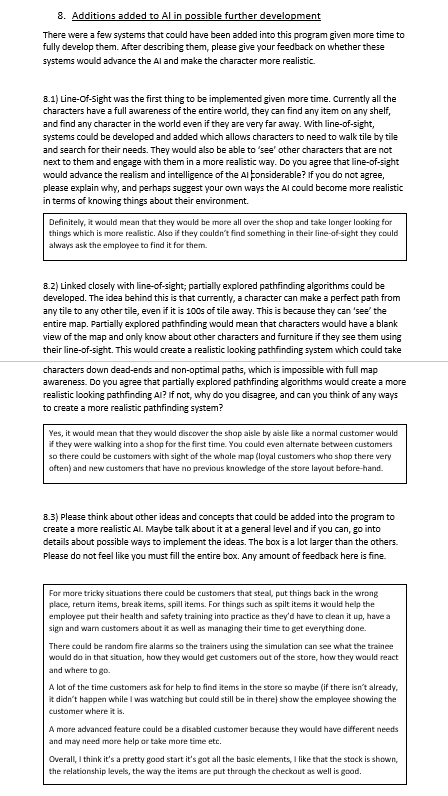 8. Additions added to AI in possible further development
There were a few systems that could have been added into this program given more time to
fully develop them. After describing them, please give your feedback on whether these
systems would advance the AI and make the character more realistic.
8.1) Line-Of-Sight was the first thing to be implemented given more time. Currently all the
characters have a full awareness of the entire world, they can find any item on any shelf,
and find any character in the world even if they are very far away. With line-of-sight,
systems could be developed and added which allows characters to need to walk tile by tile
and search for their needs. They would also be able to 'see' other characters that are not
next to them and engage with them in a more realistic way. Do you agree that line-of-sight
would advance the realism and intelligence of the AI considerable? If you do not agree,
please explain why, and perhaps suggest your own ways the AI could become more realistic
in terms of knowing things about their environment.
Definitely, it would mean that they would be more all over the shop and take longer looking for
things which is more realistic. Also if they couldn't find something in their line-of-sight they could
always ask the employee to find it for them.
8.2) Linked closely with line-of-sight; partially explored pathfinding algorithms could be
developed. The idea behind this is that currently, a character can make a perfect path from
any tile to any other tile, even if it is 100s of tile away. This is because they can 'see' the
entire map. Partially explored pathfinding would mean that characters would have a blank
view of the map and only know about other characters and furniture if they see them using
their line-of-sight. This would create a realistic looking pathfinding system which could take
characters down dead-ends and non-optimal paths, which is impossible with full map
awareness. Do you agree that partially explored pathfinding algorithms would create a more
realistic looking pathfinding AI? If not, why do you disagree, and can you think of any ways
to create a more realistic pathfinding system?
Yes, it would mean that they would discover the shop aisle by aisle like a normal customer would
if they were walking into a shop for the first time. You could even alternate between customers
so there could be customers with sight of the whole map (loyal customers who shop there very
often) and new customers that have no previous knowledge of the store layout before-hand.
8.3) Please think about other ideas and concepts that could be added into the program to
create a more realistic AI. Maybe talk about it at a general level and if you can, go into
details about possible ways to implement the ideas. The box is a lot larger than the others.
Please do not feel like you must fill the entire box. Any amount of feedback here is fine.
For more tricky situations there could be customers that steal, put things back in the wrong
place, return items, break items, spill items. For things such as spilt items it would help the
employee put their health and safety training into practice as they'd have to clean it up, have a
sign and warn customers about it as well as managing their time to get everything done.
There could be random fire alarms so the trainers using the simulation can see what the trainee
would do in that situation, how they would get customers out of the store, how they would react
and where to go.
A lot of the time customers ask for help to find items in the store so maybe (if there isn't already,
it didn't happen while I was watching but could still be in there) show the employee showing the
customer where it is.
A more advanced feature could be a disabled customer because they would have different needs
and may need more help or take more time etc.
Overall, I think it's a pretty good start it's got all the basic elements, I like that the stock is shown,
the relationship levels, the way the items are put through the checkout as well is good.